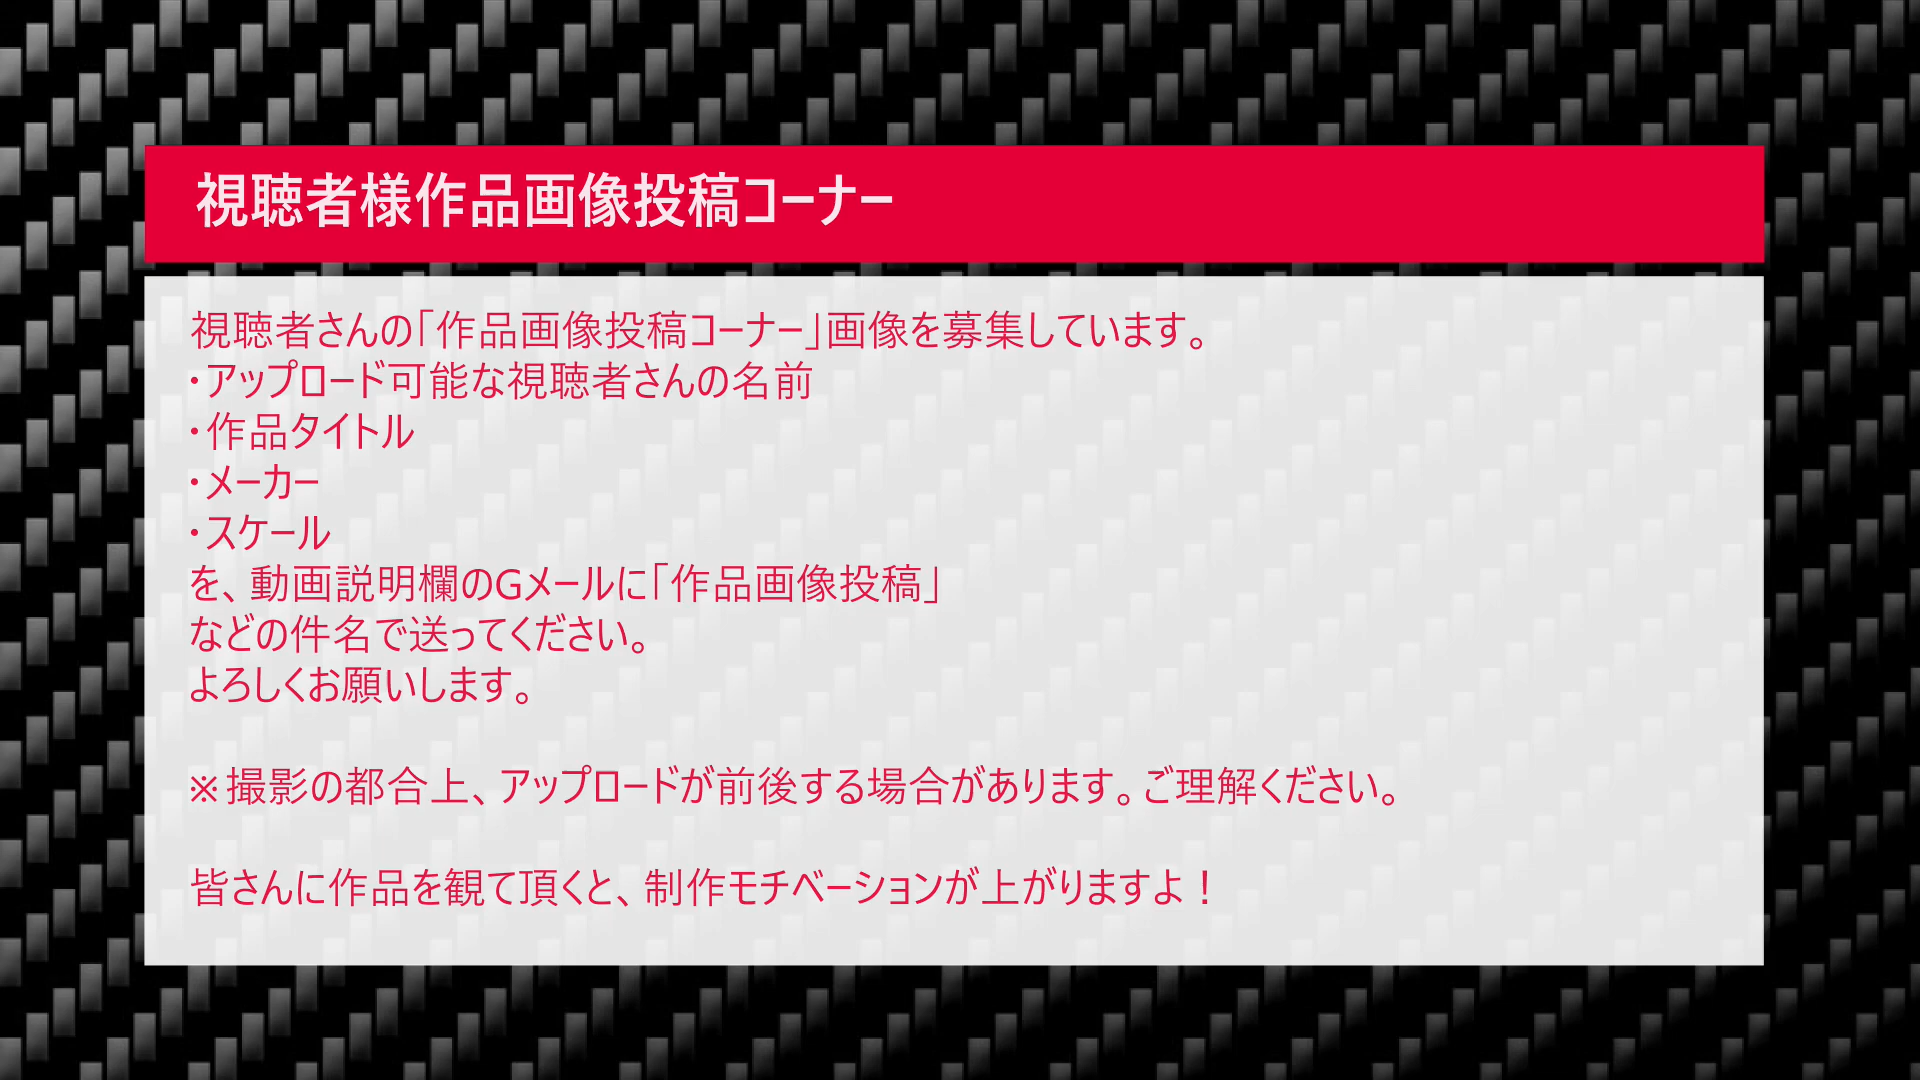 視聴者様作品画像投稿コーナー
視聴者さんの「作品画像投稿コーナー」画像を募集しています。
・アップロード可能な視聴者さんの名前
・作品タイトル
・メーカー
・スケール
を、動画説明欄のGメールに「作品画像投稿」
などの件名で送ってください。
よろしくお願いします。
※撮影の都合上、アップロードが前後する場合があります。ご理解ください。
皆さんに作品を観て頂くと、制作モチベーションが上がりますよ！